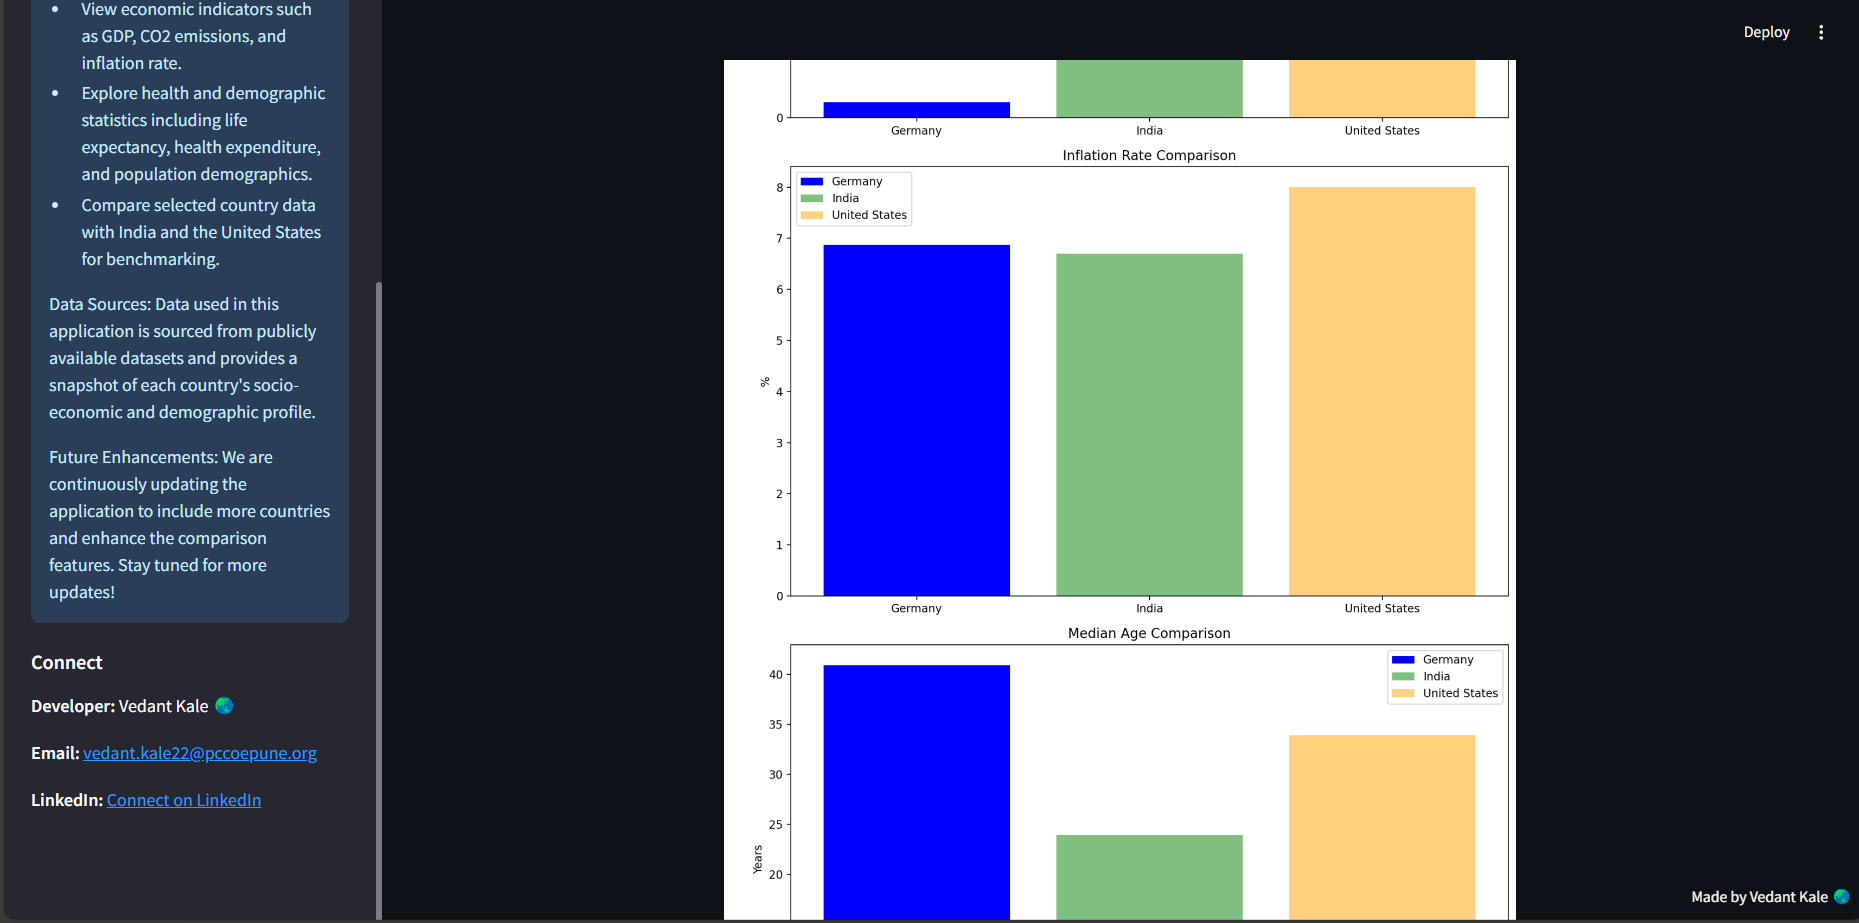 View economic indicators such
as GDP, CO2 emissions, and
inflation rate.
Explore health and demographic
statistics including life
expectancy, health expenditure,
and population demographics.
Compare selected country data
with India and the United States
for benchmarking.
Data Sources: Data used in this
application is sourced from publicly
available datasets and provides a
snapshot of each country's socio-
economic and demographic profile.
Future Enhancements: We are
continuously updating the
application to include more countries
and enhance the comparison
features. Stay tuned for more
updates!
Connect
Developer: Vedant Kale
Email: vedant.kale22@pccoepune.org
LinkedIn: Connect on LinkedIn
Deploy
0
Germany India United States
Inflation Rate Comparison
Germany
India
United States
8
7
6
5
%
4
3
2
1
0
Germany India United States
Median Age Comparison
Germany
India
United States
40
35
30
25
Years
20
Made by Vedant Kale